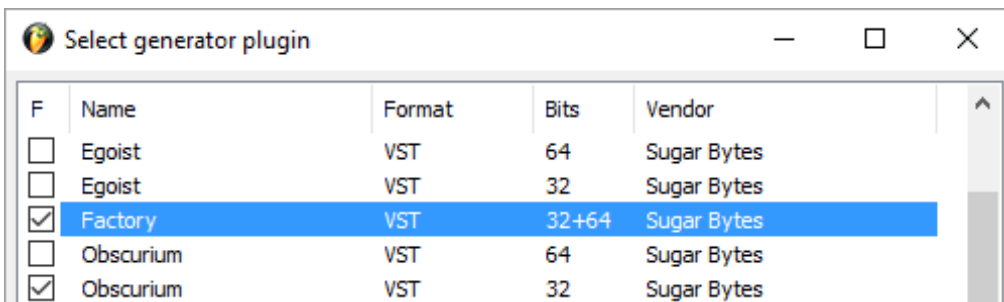 Select generator plugin
F Name Format Bits Vendor
Egoist VST 64 Sugar Bytes
Egoist VST 32 Sugar Bytes
Factory VST 32+64 Sugar Bytes
Obscurium VST 64 Sugar Bytes
Obscurium VST 32 Sugar Bytes